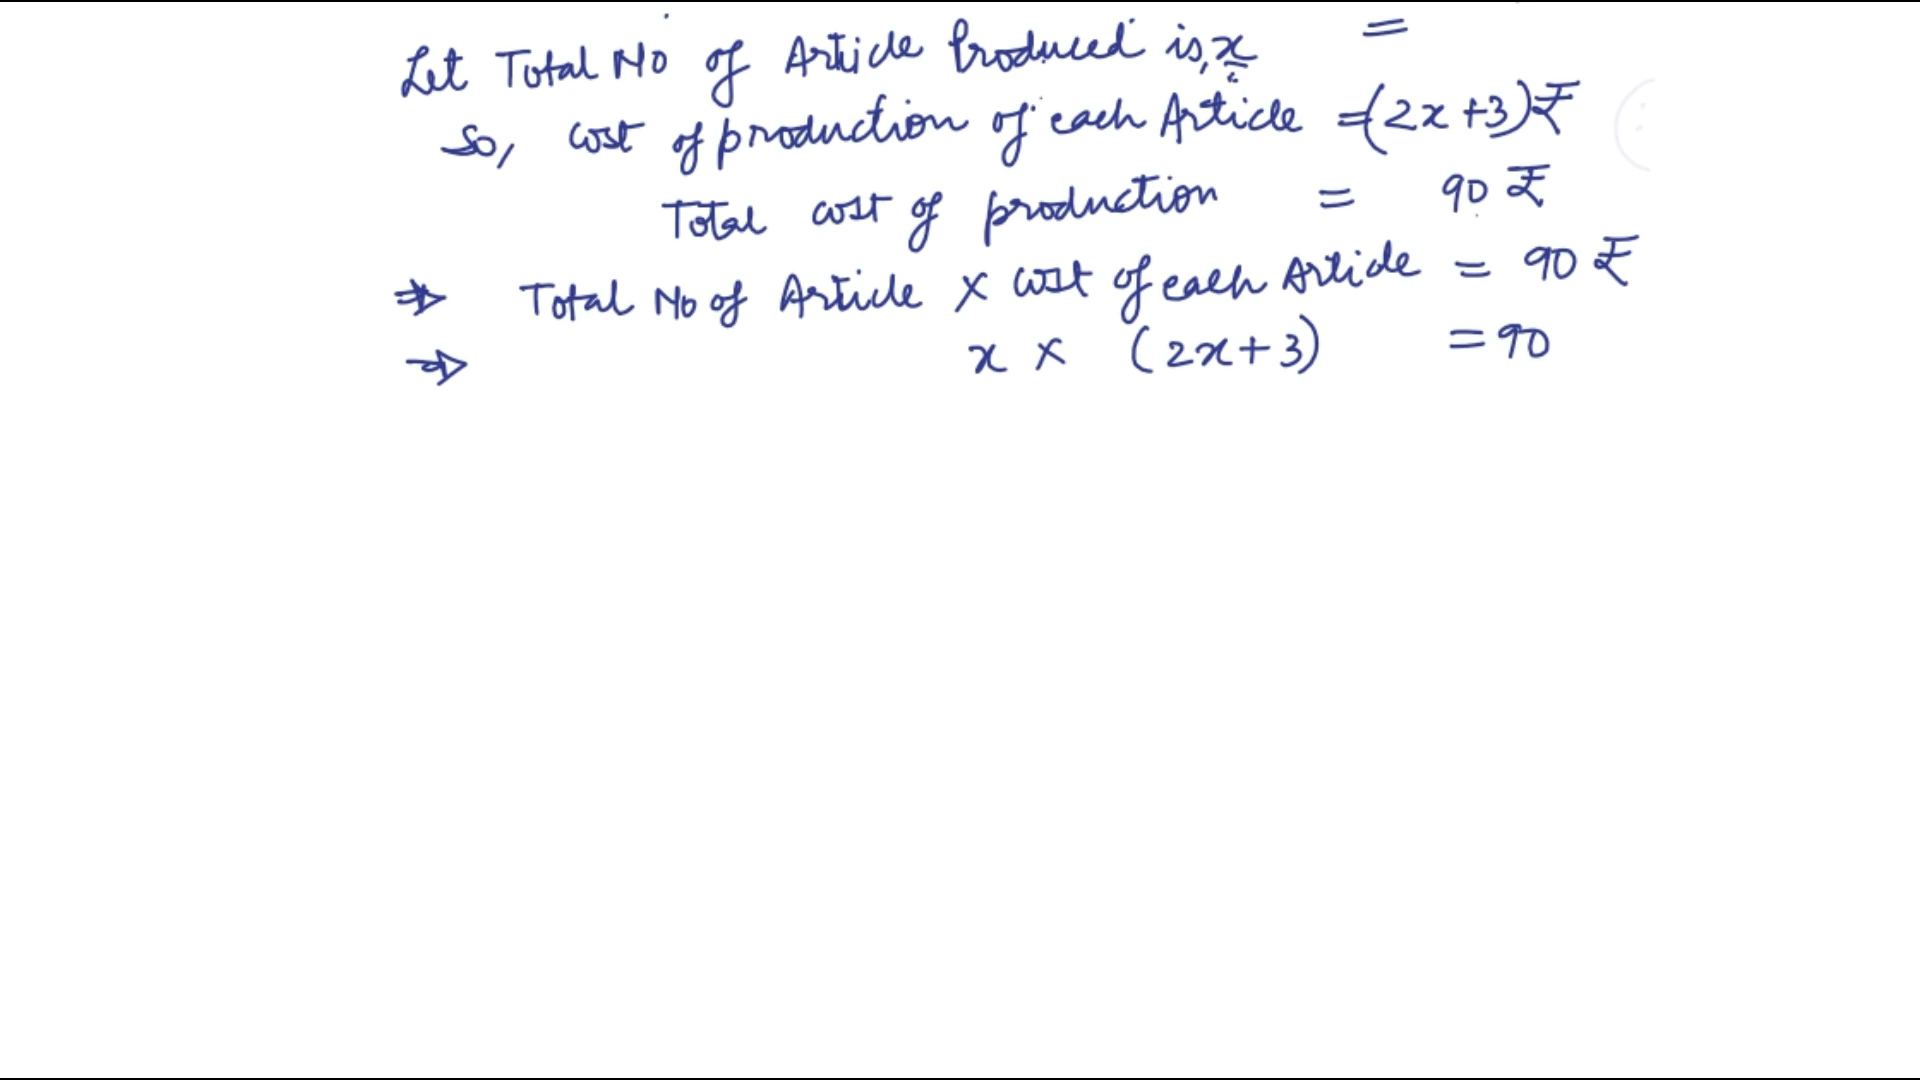 =
Let Total No of Article Produced is, x
So, cost of production of each Article =(2x+3)₹
Total cost of production = 90 ₹
⇒ Total No of Article × cost of each Article = 90 ₹
⇒ x × (2x+3) =90